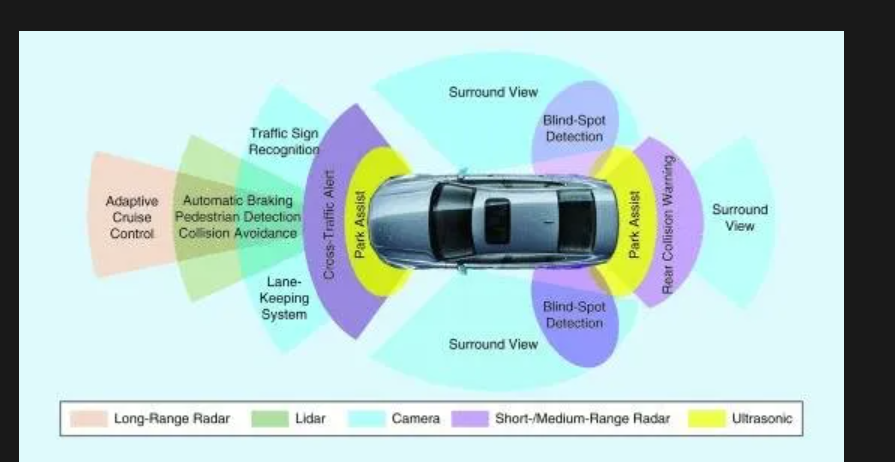 Surround View
Blind-Spot
Detection
Traffic Sign
Recognition
Adaptive
Cruise
Control
Automatic Braking
Pedestrian Detection
Collision Avoidance
Cross-Traffic Alert
Park Assist
Park Assist
Rear Collision Warning
Surround
View
Lane-
Keeping
System
Blind-Spot
Detection
Surround View
Long-Range Radar
Lidar
Camera
Short-/Medium-Range Radar
Ultrasonic